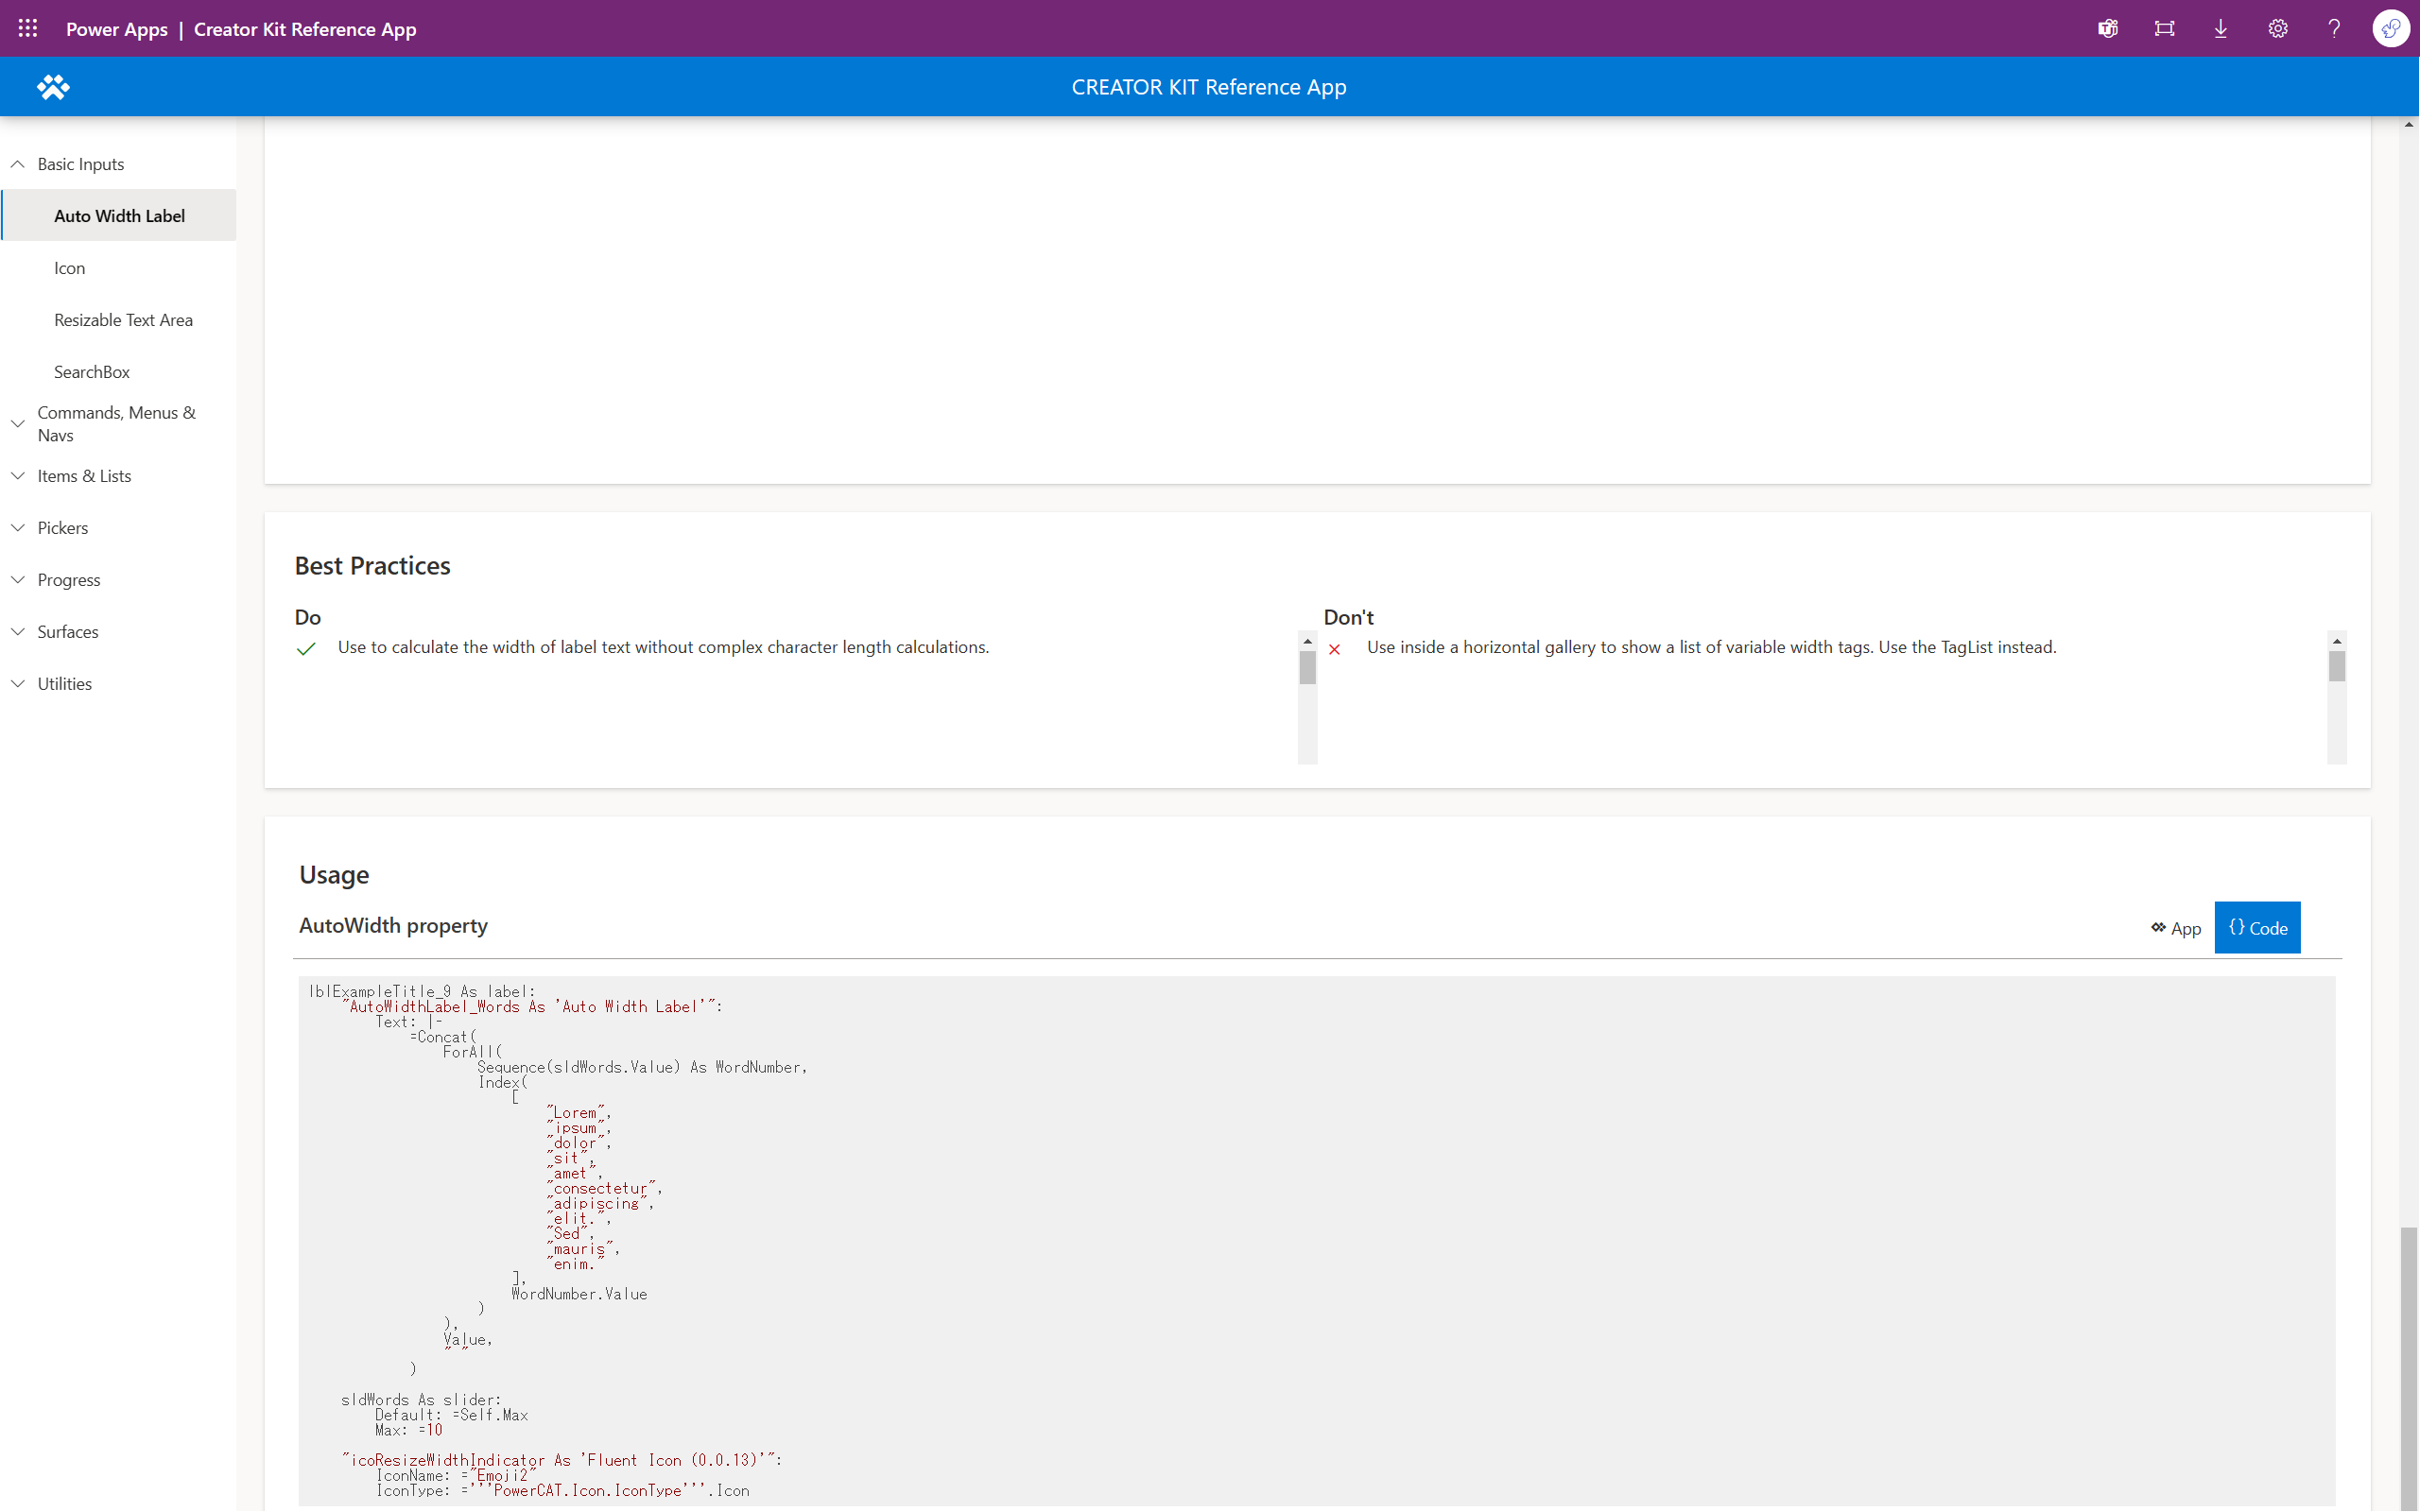 Power Apps | Creator Kit Reference App
CREATOR KIT Reference App
Basic Inputs
Auto Width Label
Icon
Resizable Text Area
SearchBox
Commands, Menus &
Navs
Items & Lists
Pickers
Progress
Surfaces
Utilities
Best Practices
Do
Use to calculate the width of label text without complex character length calculations.
Don't
Use inside a horizontal gallery to show a list of variable width tags. Use the TagList instead.
Usage
AutoWidth property
App
{} Code
lblExampleTitle_9 As label:
"AutoWidthLabel_Words As 'Auto Width Label'":
Text: |-
=Concat(
ForAll(
Sequence(sldWords.Value) As WordNumber,
Index(
[
"Lorem",
"ipsum",
"dolor",
"sit",
"amet",
"consectetur",
"adipiscing",
"elit.",
"Sed",
"mauris",
"enim."
],
WordNumber.Value
)
),
Value,
" "
)
sldWords As slider:
Default: =Self.Max
Max: =10
"icoResizeWidthIndicator As 'Fluent Icon (0.0.13)'":
IconName: ="Emoji2"
IconType: ='''PowerCAT.Icon.IconType'''.Icon